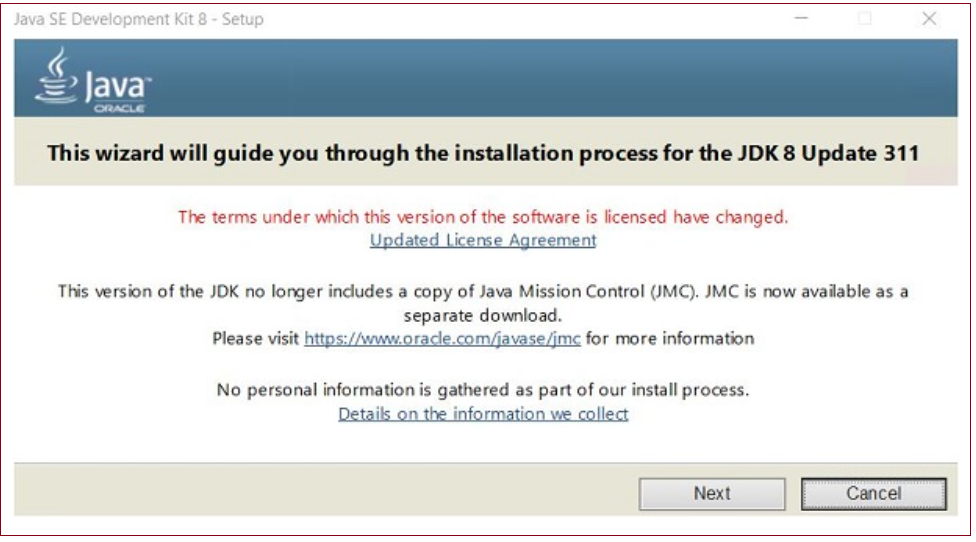 Java SE Development Kit 8 - Setup
Java™
ORACLE
This wizard will guide you through the installation process for the JDK 8 Update 311
The terms under which this version of the software is licensed have changed.
Updated License Agreement
This version of the JDK no longer includes a copy of Java Mission Control (JMC). JMC is now available as a
separate download.
Please visit https://www.oracle.com/javase/jmc for more information
No personal information is gathered as part of our install process.
Details on the information we collect
Next
Cancel